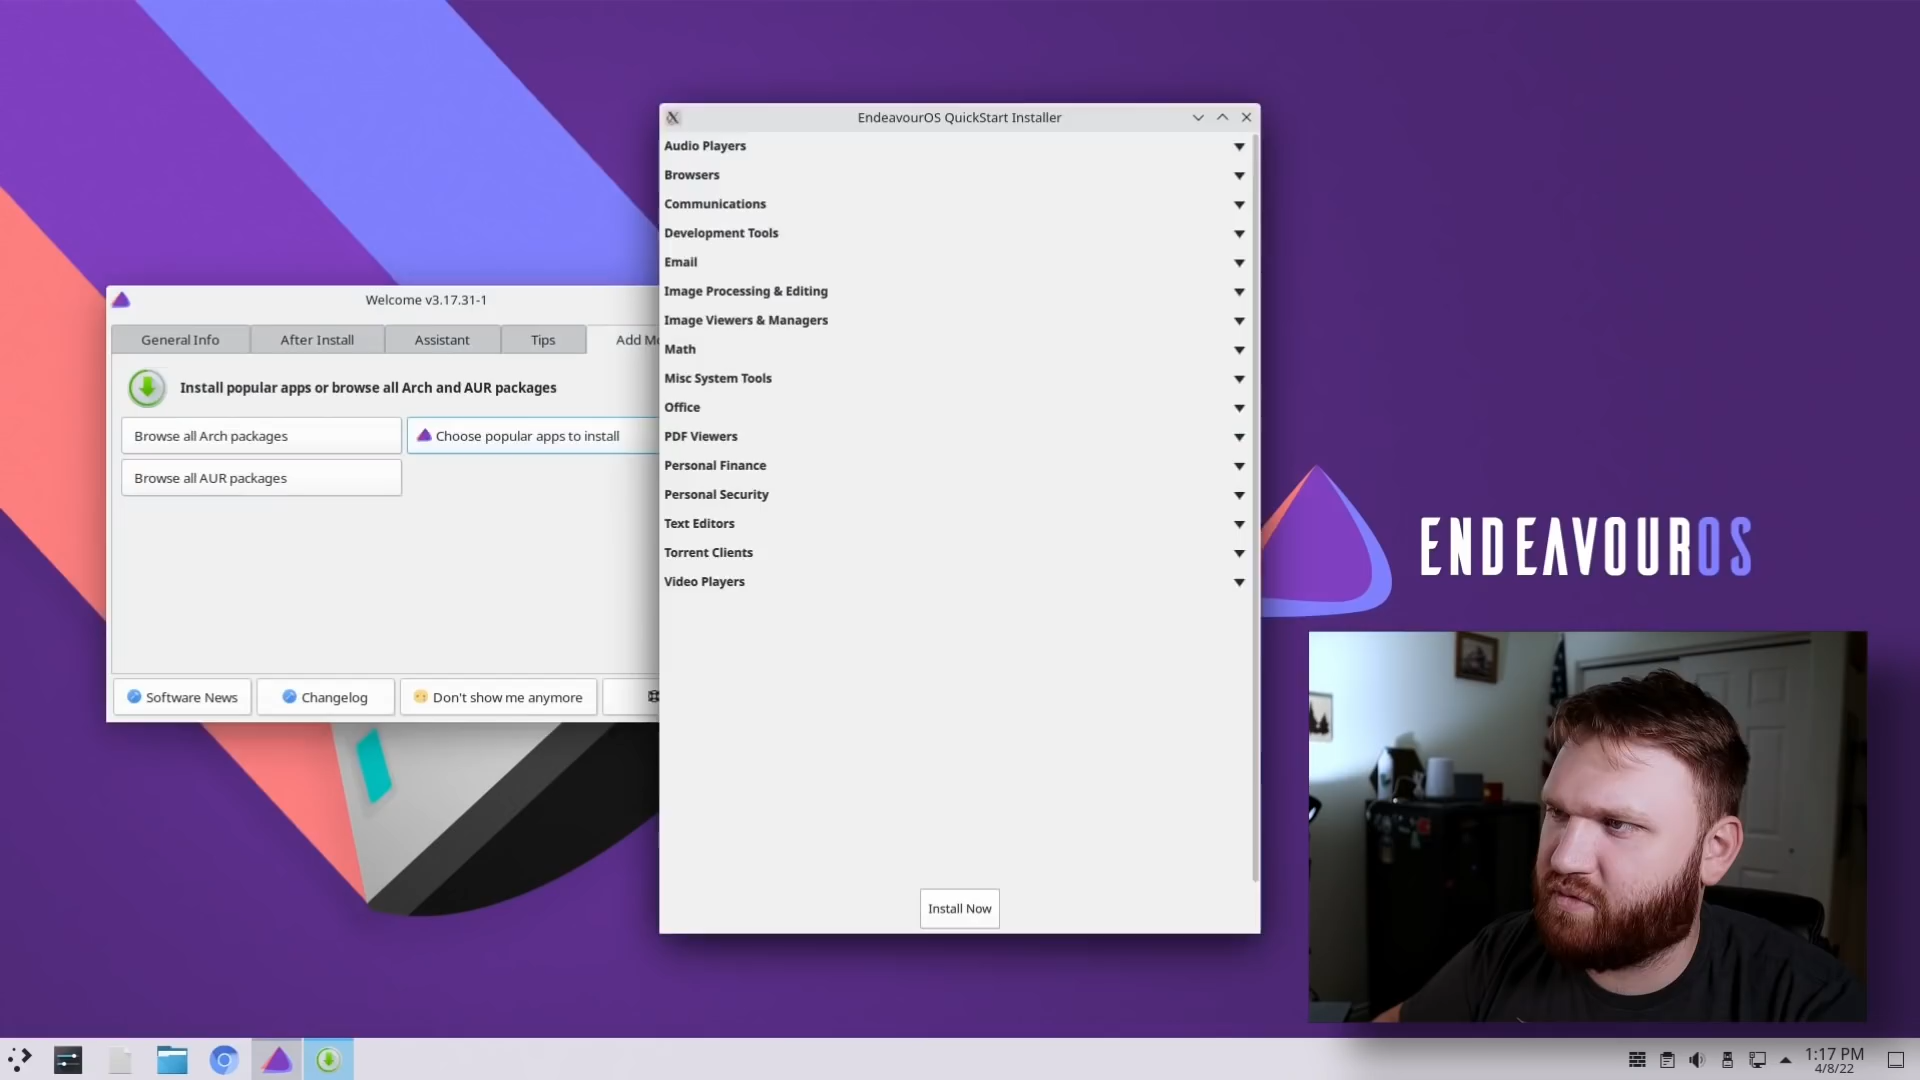 EndeavourOS QuickStart Installer
Audio Players
Browsers
Communications
Development Tools
Email
Image Processing & Editing
Image Viewers & Managers
Math
Misc System Tools
Office
PDF Viewers
Personal Finance
Personal Security
Text Editors
Torrent Clients
Video Players
Install Now
Welcome v3.17.31-1
General Info
After Install
Assistant
Tips
Add Mo
Install popular apps or browse all Arch and AUR packages
Browse all Arch packages
Choose popular apps to install
Browse all AUR packages
Software News
Changelog
Don't show me anymore
ENDEAVOUROS
1:17 PM
4/8/22